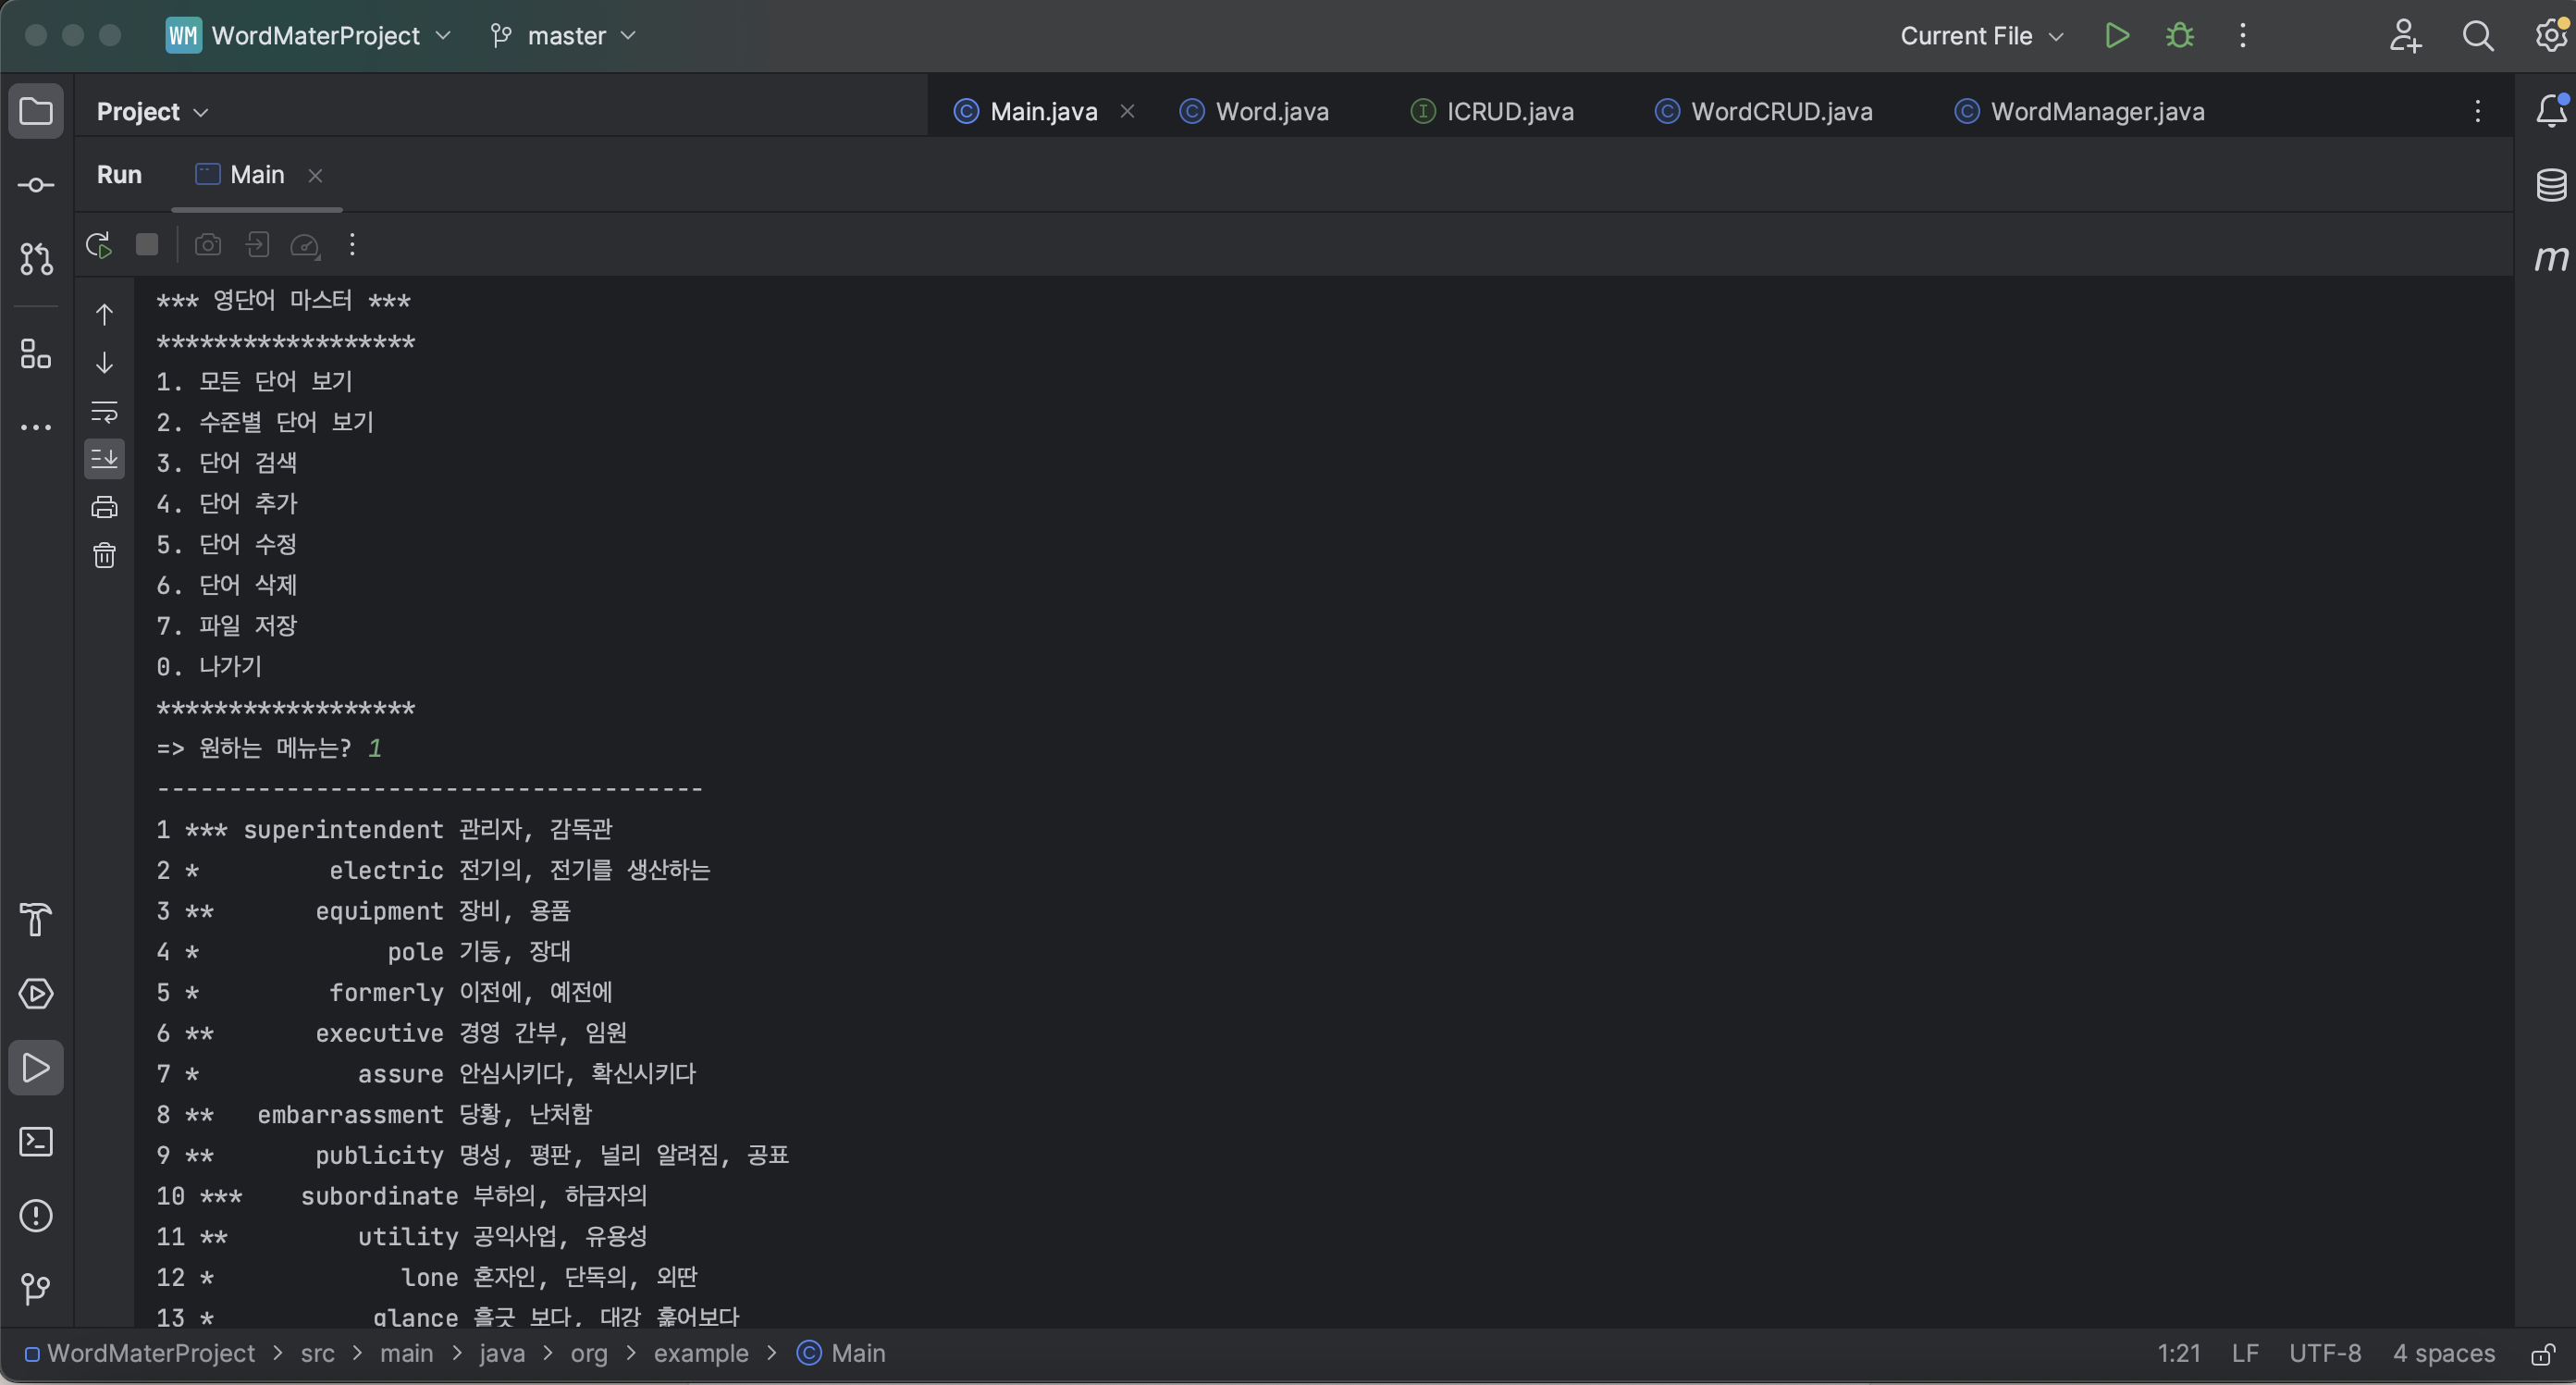 WM WordMaterProject master Current File
Project Main.java Word.java ICRUD.java WordCRUD.java WordManager.java
Run Main
*** 영단어 마스터 ***
******************
1. 모든 단어 보기
2. 수준별 단어 보기
3. 단어 검색
4. 단어 추가
5. 단어 수정
6. 단어 삭제
7. 파일 저장
0. 나가기
******************
=> 원하는 메뉴는? 1
--------------------------------------
1 *** superintendent 관리자, 감독관
2 * electric 전기의, 전기를 생산하는
3 ** equipment 장비, 용품
4 * pole 기둥, 장대
5 * formerly 이전에, 예전에
6 ** executive 경영 간부, 임원
7 * assure 안심시키다, 확신시키다
8 ** embarrassment 당황, 난처함
9 ** publicity 명성, 평판, 널리 알려짐, 공표
10 *** subordinate 부하의, 하급자의
11 ** utility 공익사업, 유용성
12 * lone 혼자인, 단독의, 외딴
13 * glance 흘긋 보다, 대강 훑어보다
WordMaterProject > src > main > java > org > example > Main 1:21 LF UTF-8 4 spaces